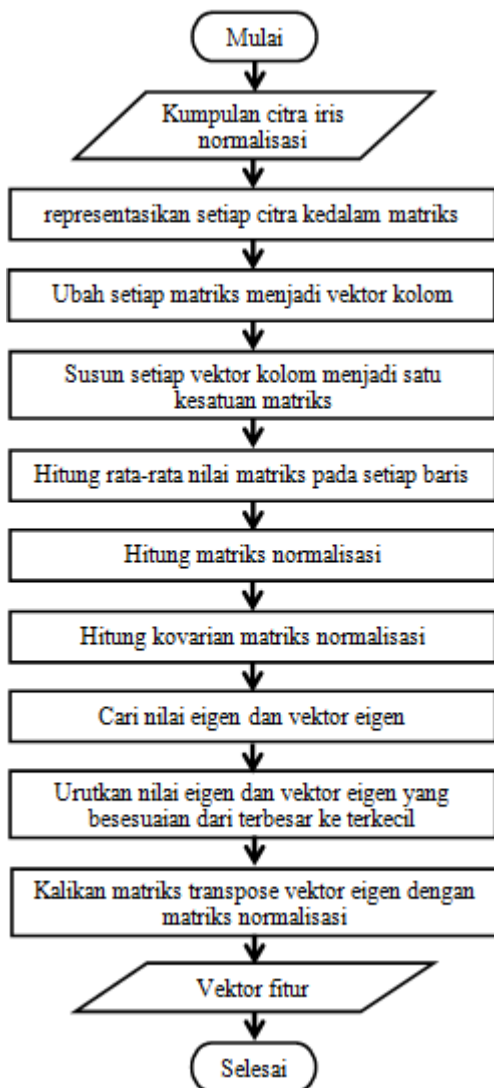 Mulai
Kumpulan citra iris
normalisasi
representasikan setiap citra kedalam matriks
Ubah setiap matriks menjadi vektor kolom
Susun setiap vektor kolom menjadi satu
kesatuan matriks
Hitung rata-rata nilai matriks pada setiap baris
Hitung matriks normalisasi
Hitung kovarian matriks normalisasi
Cari nilai eigen dan vektor eigen
Urutkan nilai eigen dan vektor eigen yang
besesuaian dari terbesar ke terkecil
Kalikan matriks transpose vektor eigen dengan
matriks normalisasi
Vektor fitur
Selesai